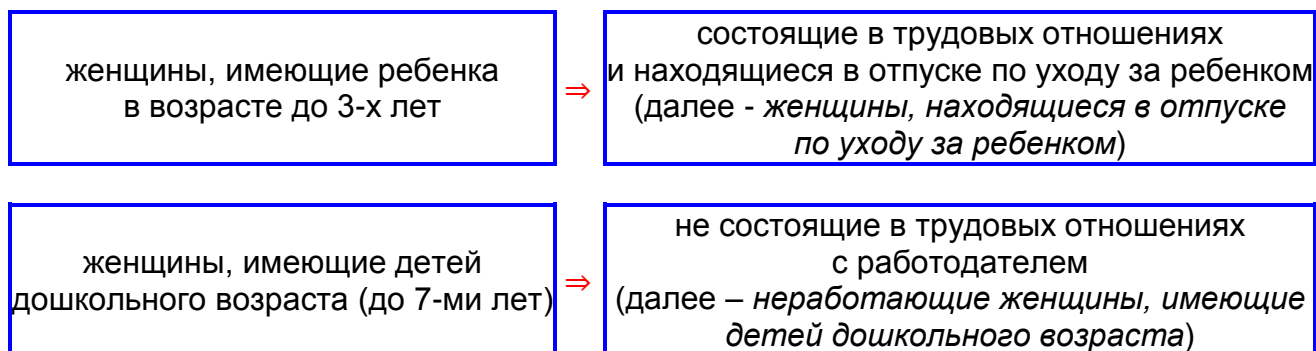 женщины, имеющие ребенка
в возрасте до 3-х лет
⇒
состоящие в трудовых отношениях
и находящиеся в отпуске по уходу за ребенком
(далее - женщины, находящиеся в отпуске
по уходу за ребенком)
женщины, имеющие детей
дошкольного возраста (до 7-ми лет)
⇒
не состоящие в трудовых отношениях
с работодателем
(далее – неработающие женщины, имеющие
детей дошкольного возраста)